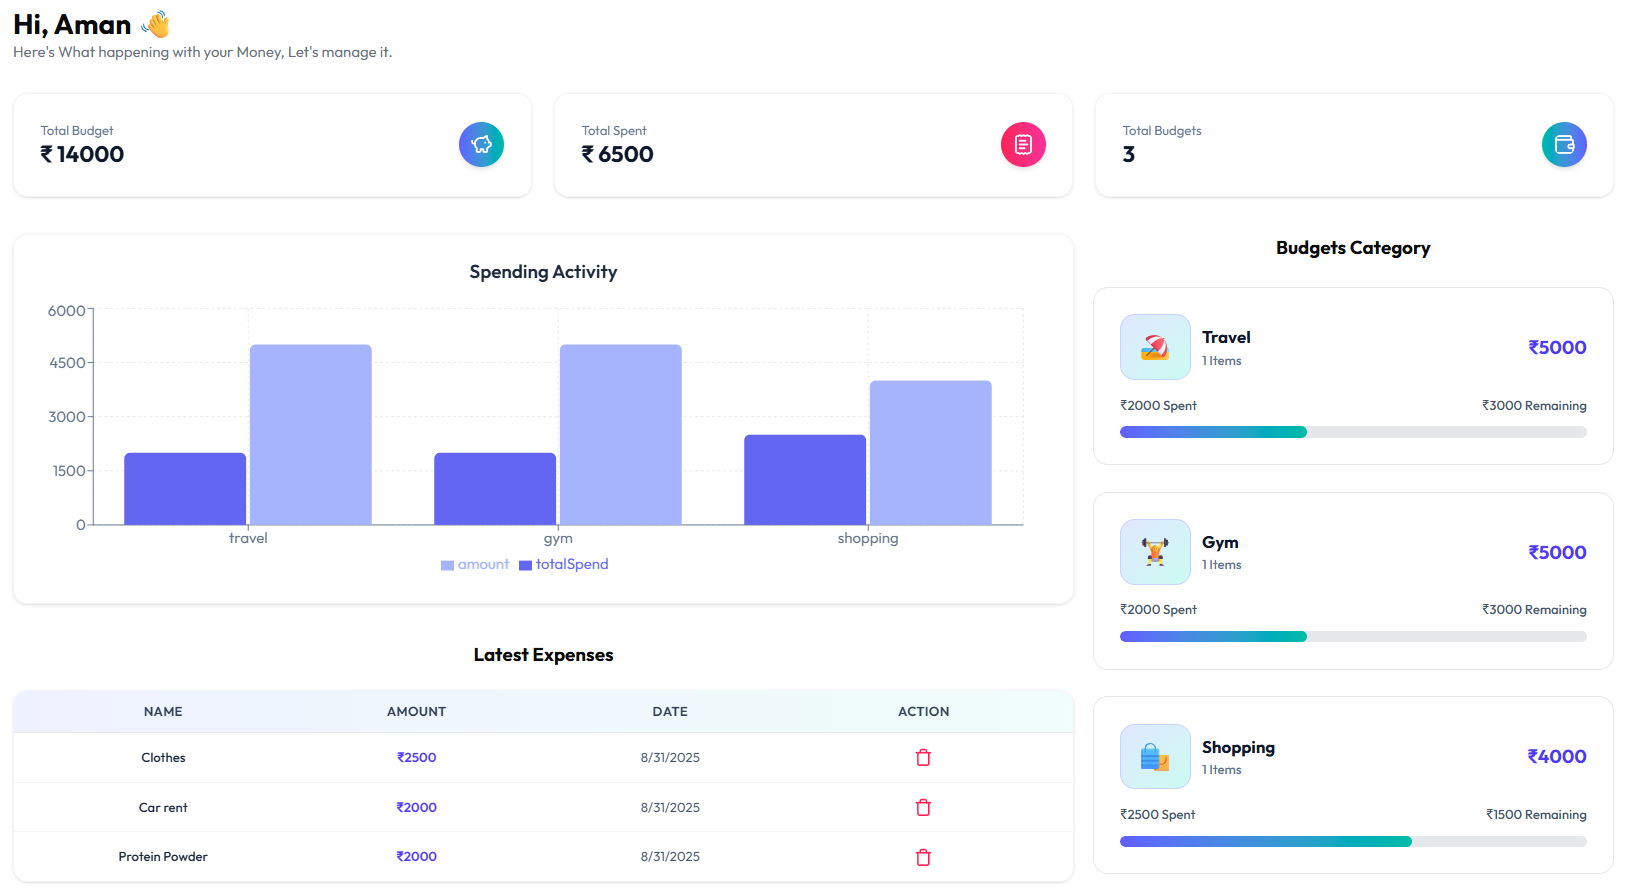 Hi, Aman 👋
Here's What happening with your Money, Let's manage it.
Total Budget
₹ 14000
Total Spent
₹ 6500
Total Budgets
3
Spending Activity
6000
4500
3000
1500
0
travel gym shopping
amount totalSpend
Latest Expenses
NAME AMOUNT DATE ACTION
Clothes ₹2500 8/31/2025
Car rent ₹2000 8/31/2025
Protein Powder ₹2000 8/31/2025
Budgets Category
Travel
1 Items
₹5000
₹2000 Spent ₹3000 Remaining
Gym
1 Items
₹5000
₹2000 Spent ₹3000 Remaining
Shopping
1 Items
₹4000
₹2500 Spent ₹1500 Remaining